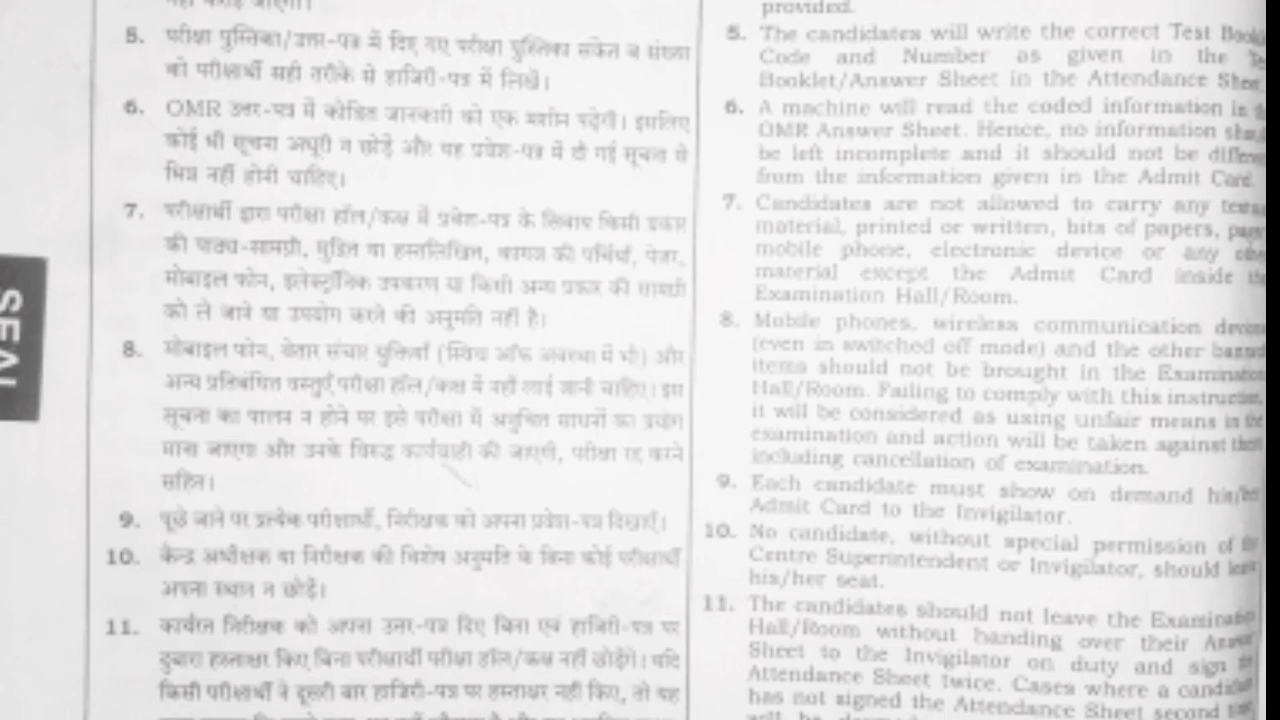 SEAL
5. परीक्षा पुस्तिका/उत्तर-पत्र में दिए गए परीक्षा पुस्तिका संकेत व संख्या
को परीक्षार्थी सही तरीके से हाजिरी-पत्र में लिखें।
6. OMR उत्तर-पत्र में कोडित जानकारी को एक मशीन पढ़ेगी। इसलिए
कोई भी सूचना अधूरी न छोड़ें और यह प्रवेश-पत्र में दी गई सूचना से
भिन्न नहीं होनी चाहिए।
7. परीक्षार्थी द्वारा परीक्षा हॉल/कक्ष में प्रवेश-पत्र के सिवाय किसी प्रकार
की पाठ्य-सामग्री, मुद्रित या हस्तलिखित, कागज की पर्चियाँ, पेजर,
मोबाइल फोन, इलेक्ट्रॉनिक उपकरण या किसी अन्य प्रकार की सामग्री
को ले जाने या उपयोग करने की अनुमति नहीं है।
8. मोबाइल फोन, बेतार संचार युक्तियाँ (स्विच ऑफ अवस्था में भी) और
अन्य प्रतिबंधित वस्तुएँ परीक्षा हॉल/कक्ष में नहीं लाई जानी चाहिए। इस
सूचना का पालन न होने पर इसे परीक्षा में अनुचित साधनों का प्रयोग
माना जाएगा और उनके विरुद्ध कार्यवाही की जाएगी, परीक्षा रद्द करने
सहित।
9. पूछे जाने पर प्रत्येक परीक्षार्थी, निरीक्षक को अपना प्रवेश-पत्र दिखाएँ।
10. केन्द्र अधीक्षक या निरीक्षक की विशेष अनुमति के बिना कोई परीक्षार्थी
अपना स्थान न छोड़ें।
11. कार्यरत निरीक्षक को अपना उत्तर-पत्र दिए बिना एवं हाजिरी-पत्र पर
दुबारा हस्ताक्षर किए बिना परीक्षार्थी परीक्षा हॉल/कक्ष नहीं छोड़ेंगे। यदि
किसी परीक्षार्थी ने दूसरी बार हाजिरी-पत्र पर हस्ताक्षर नहीं किए, तो यह
provided.
5. The candidates will write the correct Test
Code and Number as given in the
Booklet/Answer Sheet in the Attendance
6. A machine will read the coded information in
OMR Answer Sheet. Hence, no information
be left incomplete and it should not be
from the information given in the Admit Card.
7. Candidates are not allowed to carry any
material, printed or written, bits of papers,
mobile phone, electronic device or any
material except the Admit Card inside
Examination Hall/Room.
8. Mobile phones, wireless communication
(even in switched off mode) and the other
items should not be brought in the
Hall/Room. Failing to comply with this
it will be considered as using unfair means in
examination and action will be taken against
including cancellation of examination.
9. Each candidate must show on demand
Admit Card to the Invigilator.
10. No candidate, without special permission of
Centre Superintendent or Invigilator, should
his/her seat.
11. The candidates should not leave the
Hall/Room without handing over their
Sheet to the Invigilator on duty and sign
Attendance Sheet twice. Cases where a
has not signed the Attendance Sheet second